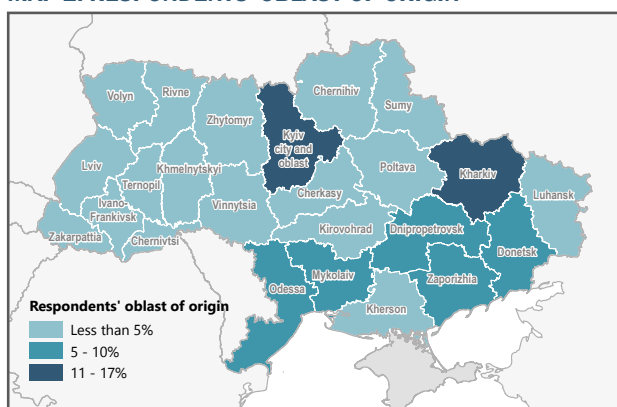 Volyn
Rivne
Zhytomyr
Chernihiv
Sumy
Kyiv
city and
oblast
Lviv
Ternopil
Khmelnytskyi
Ivano-
Frankivsk
Zakarpattia
Chernivtsi
Vinnytsia
Cherkasy
Poltava
Kharkiv
Luhansk
Kirovohrad
Dnipropetrovsk
Donetsk
Odessa
Mykolaiv
Zaporizhia
Kherson
Respondents' oblast of origin
Less than 5%
5 - 10%
11 - 17%